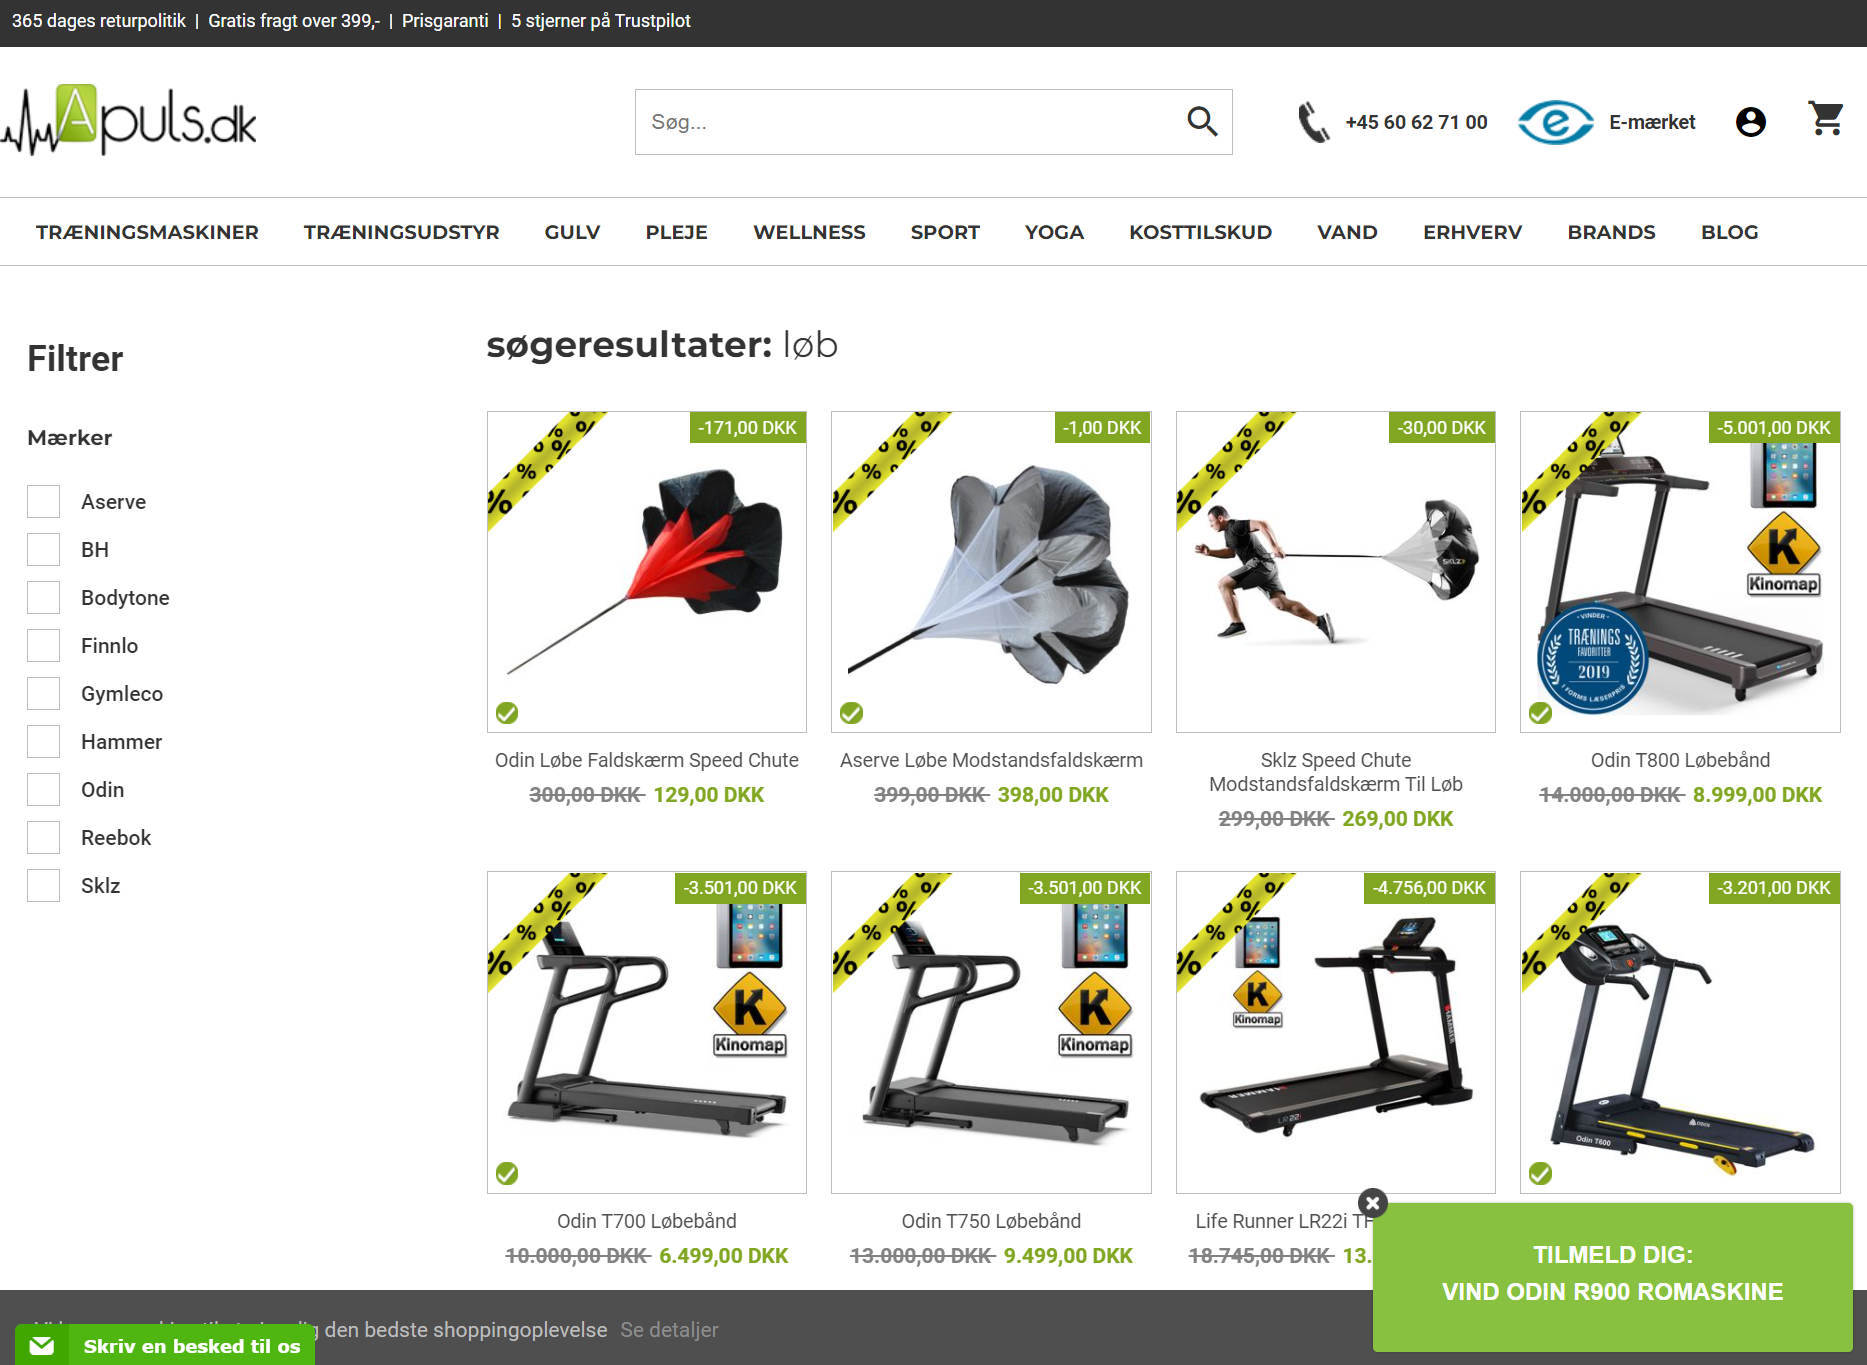 365 dages returpolitik | Gratis fragt over 399,- | Prisgaranti | 5 stjerner på Trustpilot
Apuls.dk
Søg...
+45 60 62 71 00
E-mærket
TRÆNINGSMASKINER TRÆNINGSUDSTYR GULV PLEJE WELLNESS SPORT YOGA KOSTTILSKUD VAND ERHVERV BRANDS BLOG
Filtrer
Mærker
Aserve
BH
Bodytone
Finnlo
Gymleco
Hammer
Odin
Reebok
Sklz
søgeresultater: løb
-171,00 DKK
Odin Løbe Faldskærm Speed Chute
300,00 DKK 129,00 DKK
-1,00 DKK
Aserve Løbe Modstandsfaldskærm
399,00 DKK 398,00 DKK
-30,00 DKK
SKLZ
Sklz Speed Chute
Modstandsfaldskærm Til Løb
299,00 DKK 269,00 DKK
-5.001,00 DKK
K
Kinomap
VINDER
TRÆNINGS
FAVORITTER
2019
I FORMS LÆSERPRIS
Odin T800 Løbebånd
14.000,00 DKK 8.999,00 DKK
-3.501,00 DKK
K
Kinomap
Odin T700 Løbebånd
10.000,00 DKK 6.499,00 DKK
-3.501,00 DKK
K
Kinomap
Odin T750 Løbebånd
13.000,00 DKK 9.499,00 DKK
-4.756,00 DKK
K
Kinomap
HAMMER
HAMMER
LR22i
Life Runner LR22i
18.745,00 DKK 13.
-3.201,00 DKK
ODIN
Odin T600
TILMELD DIG:
VIND ODIN R900 ROMASKINE
dig den bedste shoppingoplevelse Se detaljer
Skriv en besked til os